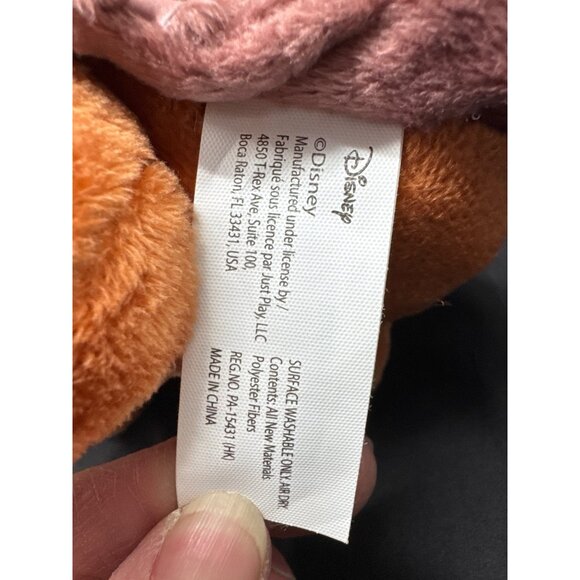 Disney
©Disney
Manufactured under license by /
Fabriqué sous licence par Just Play, LLC
4850 T-Rex Ave, Suite 100,
Boca Raton, FL 33431, USA
SURFACE WASHABLE ONLY. AIR DRY.
Contents: All New Materials
Polyester Fibers
REG. NO. PA-15431 (HK)
MADE IN CHINA